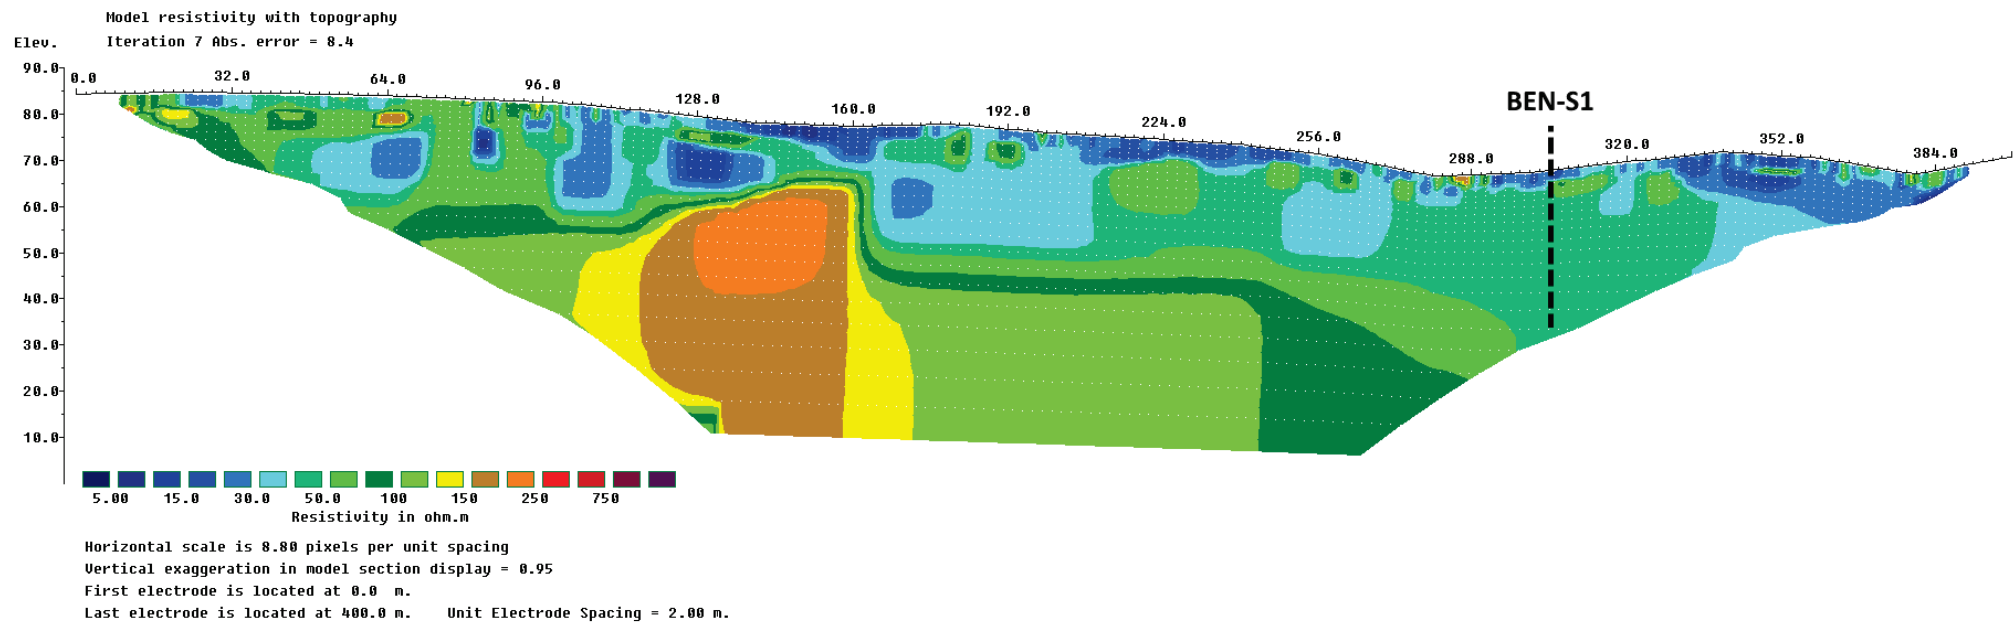 Model resistivity with topography
Elev. Iteration 7 Abs. error = 8.4
90.0 0.0 32.0 64.0 96.0 128.0 160.0 192.0 224.0 256.0 288.0 320.0 352.0 384.0
BEN-S1
80.0
70.0
60.0
50.0
40.0
30.0
20.0
10.0
5.00 15.0 30.0 50.0 100 150 250 750
Resistivity in ohm.m
Horizontal scale is 8.80 pixels per unit spacing
Vertical exaggeration in model section display = 0.95
First electrode is located at 0.0 m.
Last electrode is located at 400.0 m. Unit Electrode Spacing = 2.00 m.